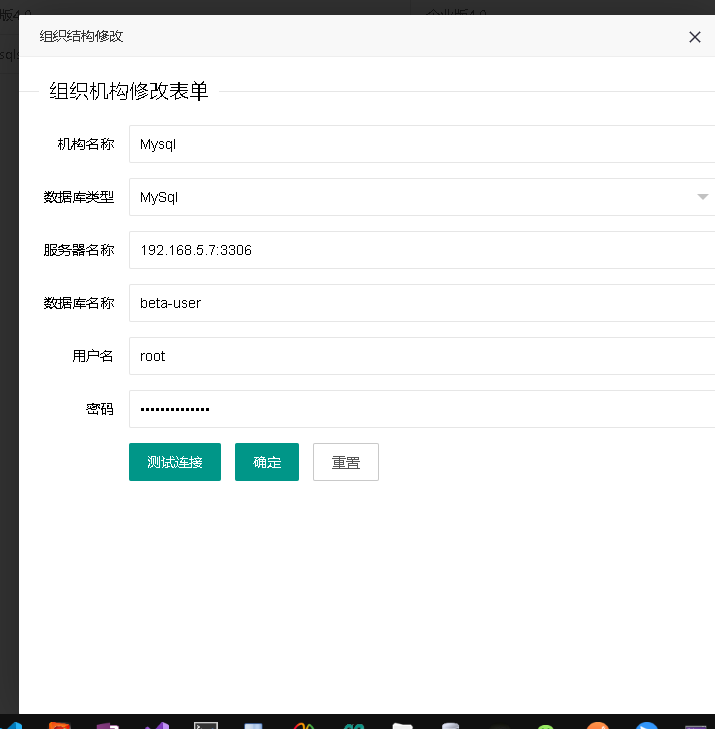 组织结构修改
组织机构修改表单
机构名称 Mysql
数据库类型 MySql
服务器名称 192.168.5.7:3306
数据库名称 beta-user
用户名 root
密码 ••••••••••••••
测试连接 确定 重置